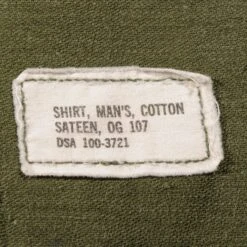 SHIRT, MAN'S, COTTON
SATEEN, OG 107
DSA 100-3721